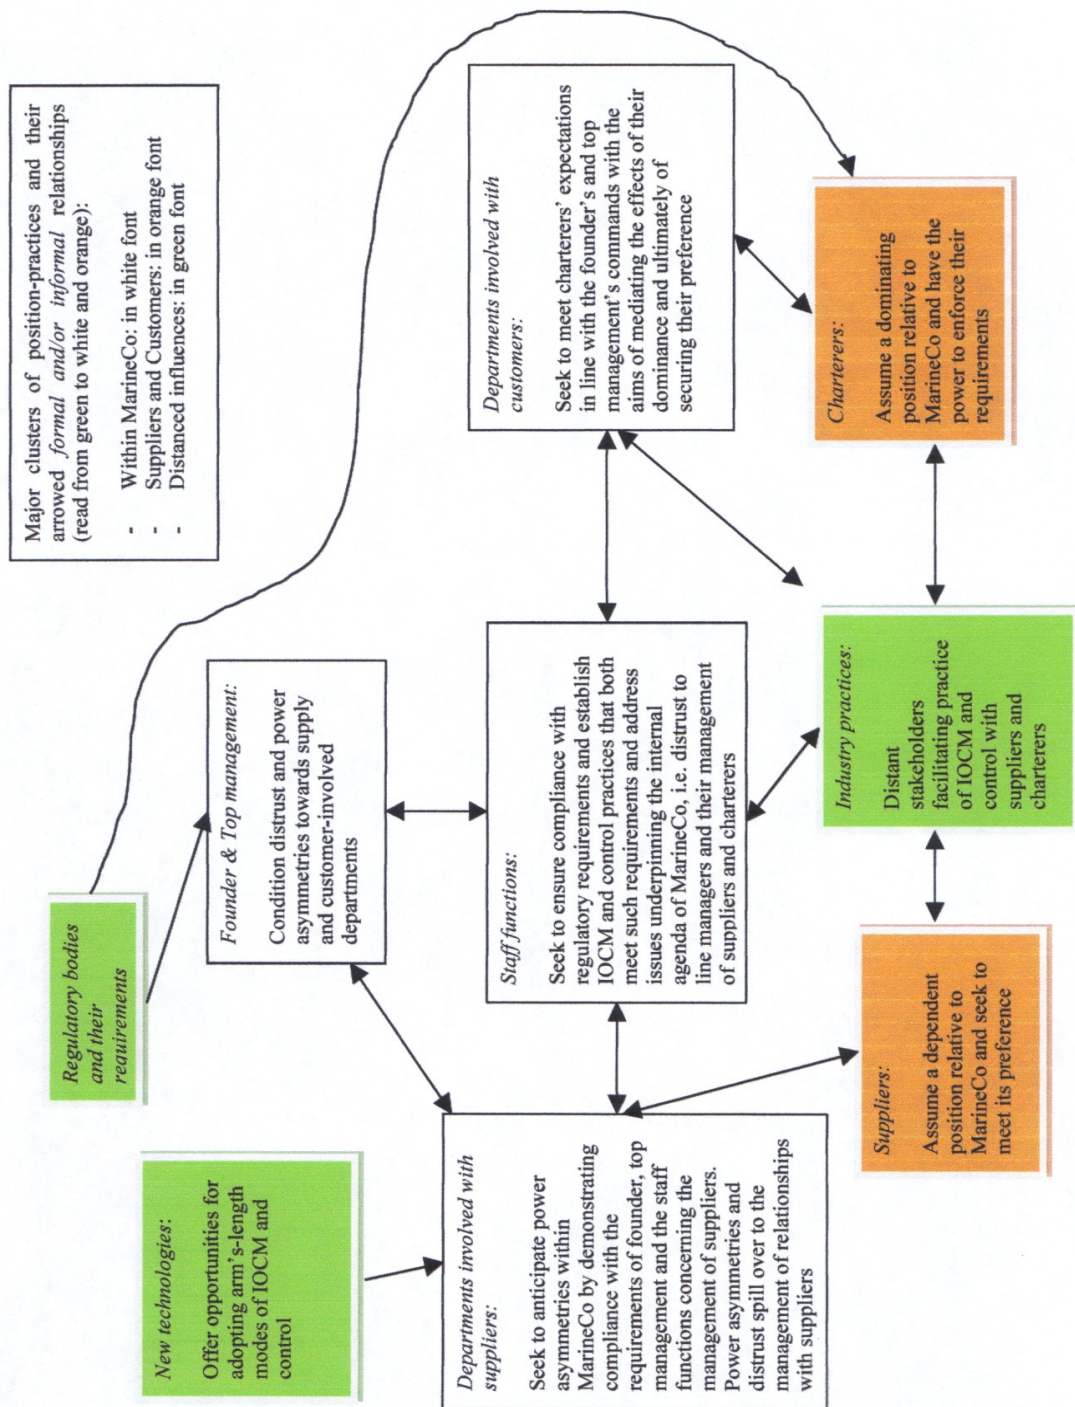 Major clusters of position-practices and their
arrowed formal and/or informal relationships
(read from green to white and orange):
- Within MarineCo: in white font
- Suppliers and Customers: in orange font
- Distanced influences: in green font
Regulatory bodies
and their
requirements
New technologies:
Offer opportunities for
adopting arm's-length
modes of IOCM and
control
Founder & Top management:
Condition distrust and power
asymmetries towards supply
and customer-involved
departments
Departments involved with
suppliers:
Seek to anticipate power
asymmetries within
MarineCo by demonstrating
compliance with the
requirements of founder, top
management and the staff
functions concerning the
management of suppliers.
Power asymmetries and
distrust spill over to the
management of relationships
with suppliers
Staff functions:
Seek to ensure compliance with
regulatory requirements and establish
IOCM and control practices that both
meet such requirements and address
issues underpinning the internal
agenda of MarineCo, i.e. distrust to
line managers and their management
of suppliers and charterers
Departments involved with
customers:
Seek to meet charterers' expectations
in line with the founder's and top
management's commands with the
aims of mediating the effects of their
dominance and ultimately of
securing their preference
Suppliers:
Assume a dependent
position relative to
MarineCo and seek to
meet its preference
Industry practices:
Distant
stakeholders
facilitating practice
of IOCM and
control with
suppliers and
charterers
Charterers:
Assume a dominating
position relative to
MarineCo and have the
power to enforce their
requirements